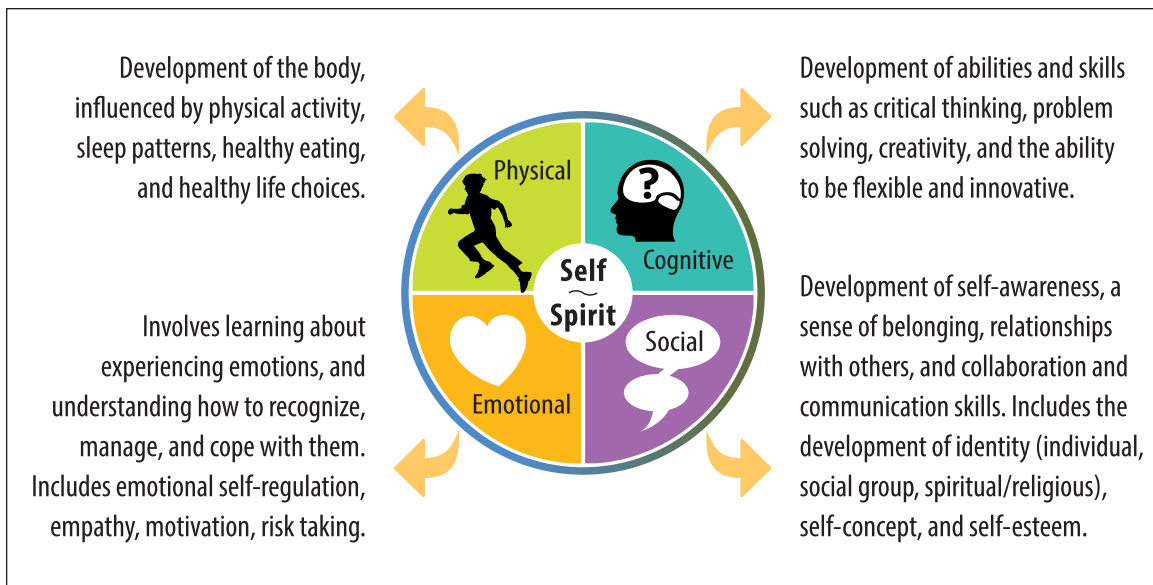 Development of the body,
influenced by physical activity,
sleep patterns, healthy eating,
and healthy life choices.
Development of abilities and skills
such as critical thinking, problem
solving, creativity, and the ability
to be flexible and innovative.
Physical
?
Cognitive
Self
~
Spirit
Social
Emotional
Involves learning about
experiencing emotions, and
understanding how to recognize,
manage, and cope with them.
Includes emotional self-regulation,
empathy, motivation, risk taking.
Development of self-awareness, a
sense of belonging, relationships
with others, and collaboration and
communication skills. Includes the
development of identity (individual,
social group, spiritual/religious),
self-concept, and self-esteem.